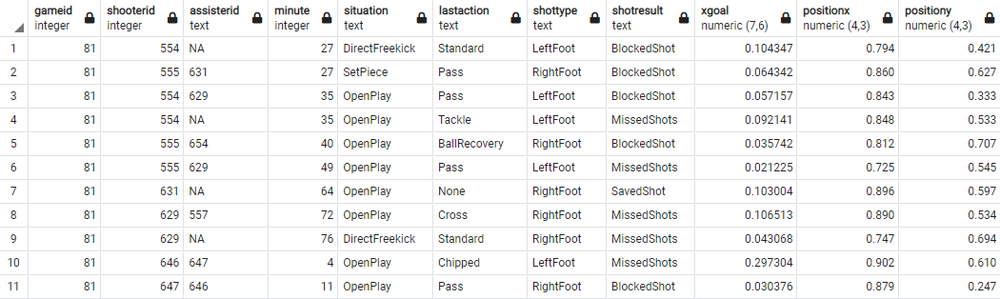 gameid shooterid assisterid minute situation lastaction shottype shotresult xgoal positionx positiony
integer integer text integer text text text text numeric (7,6) numeric (4,3) numeric (4,3)
1 81 554 NA 27 DirectFreekick Standard LeftFoot BlockedShot 0.104347 0.794 0.421
2 81 555 631 27 SetPiece Pass RightFoot BlockedShot 0.064342 0.860 0.627
3 81 554 629 35 OpenPlay Pass LeftFoot BlockedShot 0.057157 0.843 0.333
4 81 554 NA 35 OpenPlay Tackle LeftFoot MissedShots 0.092141 0.848 0.533
5 81 555 654 40 OpenPlay BallRecovery RightFoot BlockedShot 0.035742 0.812 0.707
6 81 555 629 49 OpenPlay Pass LeftFoot MissedShots 0.021225 0.725 0.545
7 81 631 NA 64 OpenPlay None RightFoot SavedShot 0.103004 0.896 0.597
8 81 629 557 72 OpenPlay Cross RightFoot MissedShots 0.106513 0.890 0.534
9 81 629 NA 76 DirectFreekick Standard RightFoot MissedShots 0.043068 0.747 0.694
10 81 646 647 4 OpenPlay Chipped LeftFoot MissedShots 0.297304 0.902 0.610
11 81 647 646 11 OpenPlay Pass RightFoot BlockedShot 0.030376 0.879 0.247